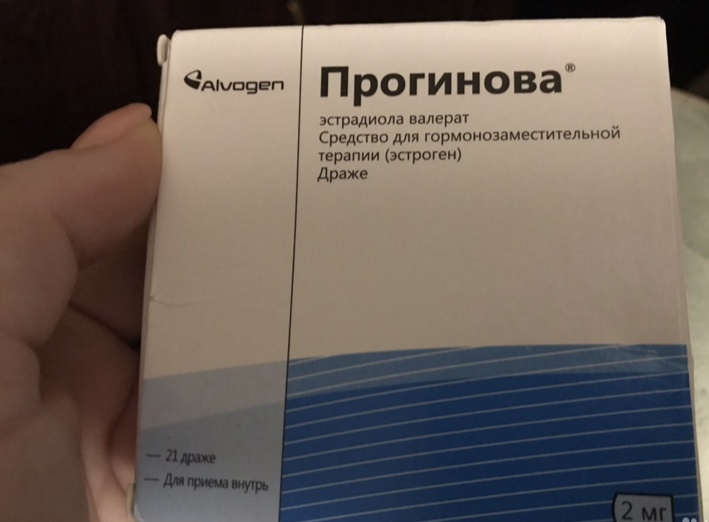 Alvogen
Прогинова®
эстрадиола валерат
Средство для гормонозаместительной
терапии (эстроген)
Драже
— 21 драже
— Для приема внутрь
2 мг